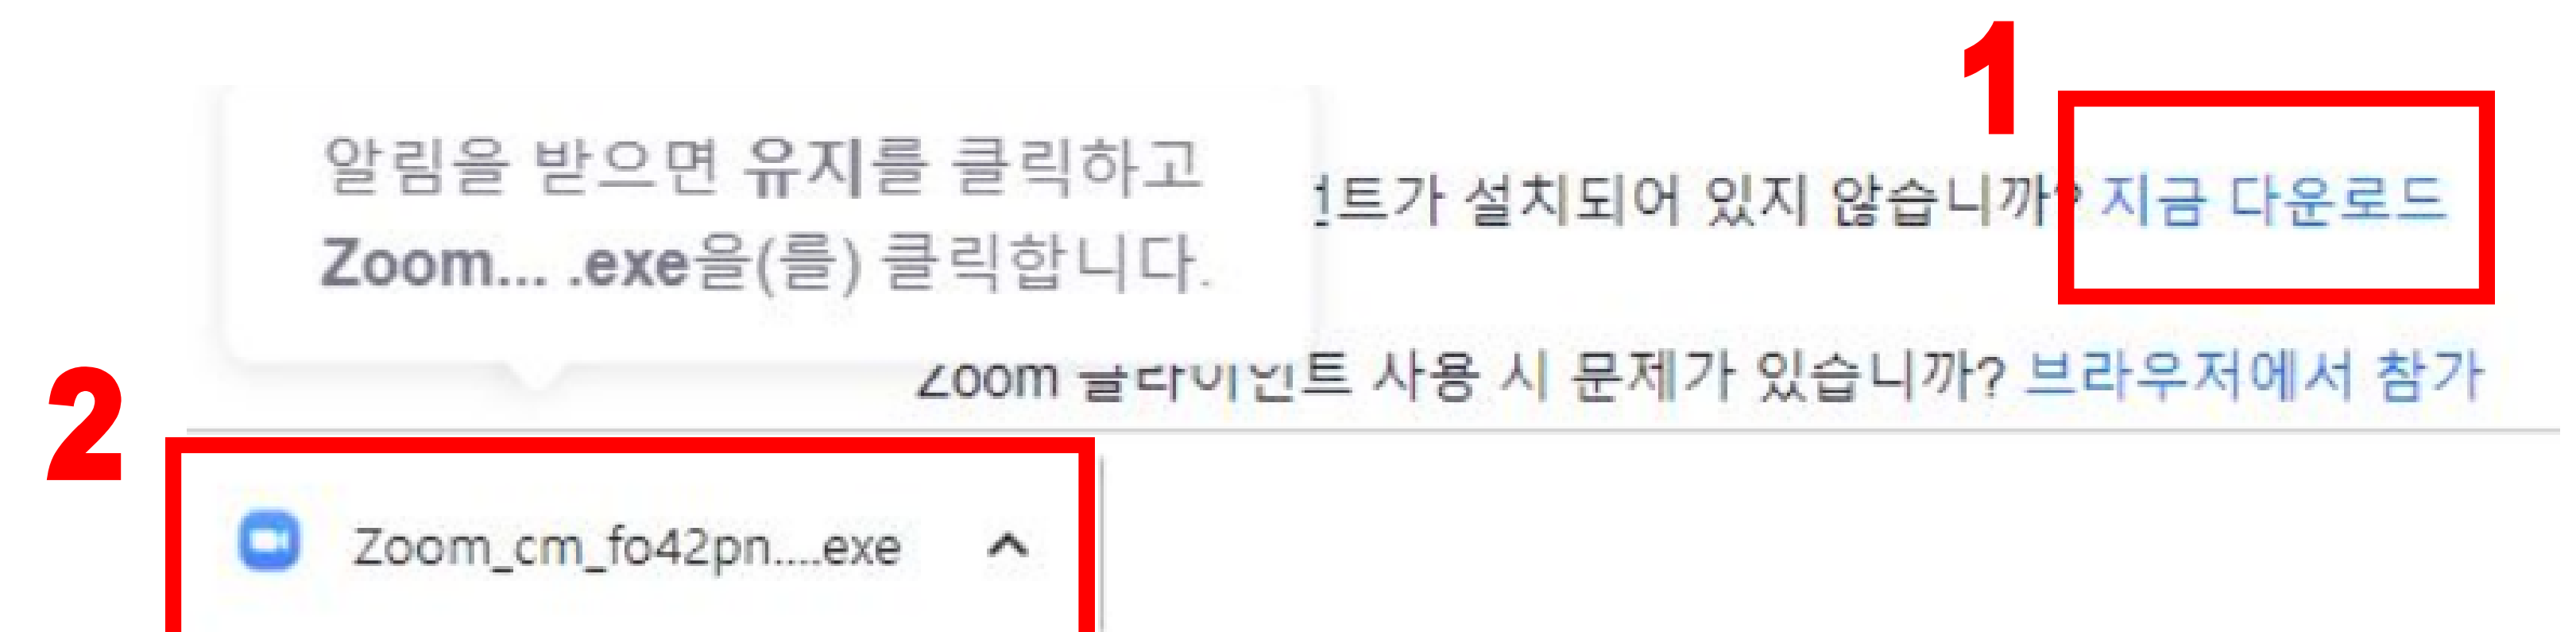 1
알림을 받으면 유지를 클릭하고
Zoom... .exe을(를) 클릭합니다.
설치되어 있지 않습니까? 지금 다운로드
Zoom 클라이언트 사용 시 문제가 있습니까? 브라우저에서 참가
2
Zoom_cm_fo42pn....exe